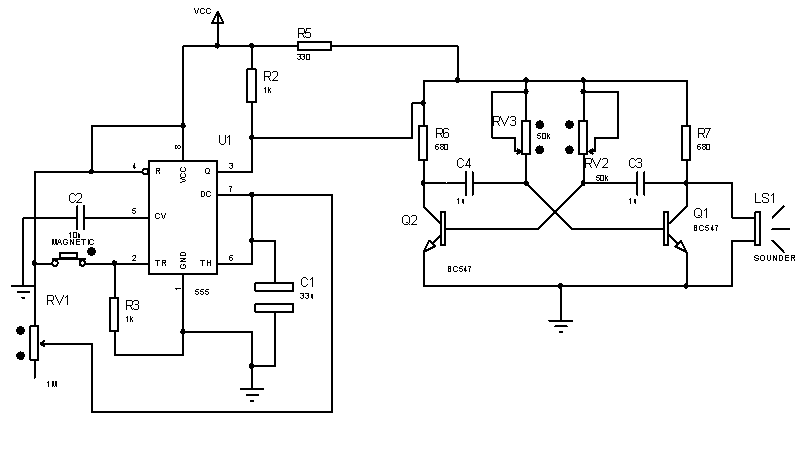 VCC
R5
330
R2
1k
U1
R6
680
RV3
50k
RV2
50k
R7
680
8
4
R
VCC
Q
3
DC
7
C4
1u
C3
1u
C2
10n
5
CV
Q2
BC547
Q1
BC547
LS1
SOUNDER
MAGNETIC
2
TR
GND
TH
6
1
555
C1
33u
RV1
1M
R3
1k